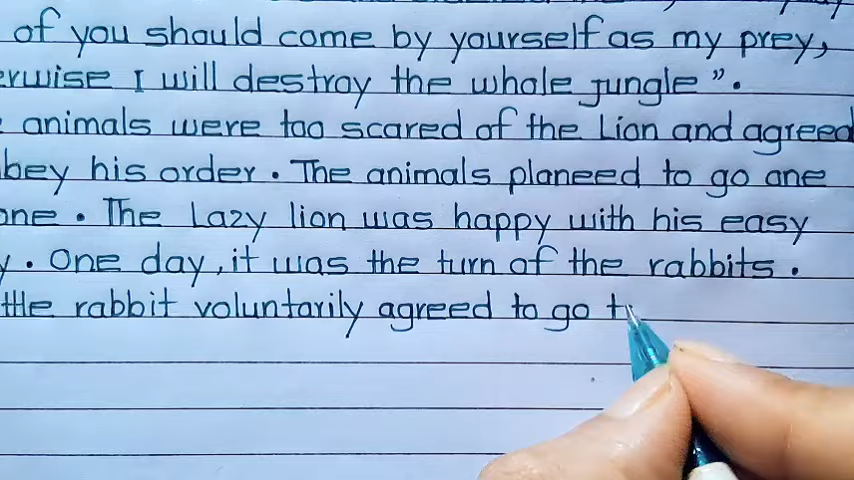 of you should come by yourself as my prey,
erwise I will destroy the whole jungle".
animals were too scared of the Lion and agreed
bey his order. The animals planeed to go one
one. The Lazy lion was happy with his easy
y. One day, it was the turn of the rabbits.
ttle rabbit voluntarily agreed to go t